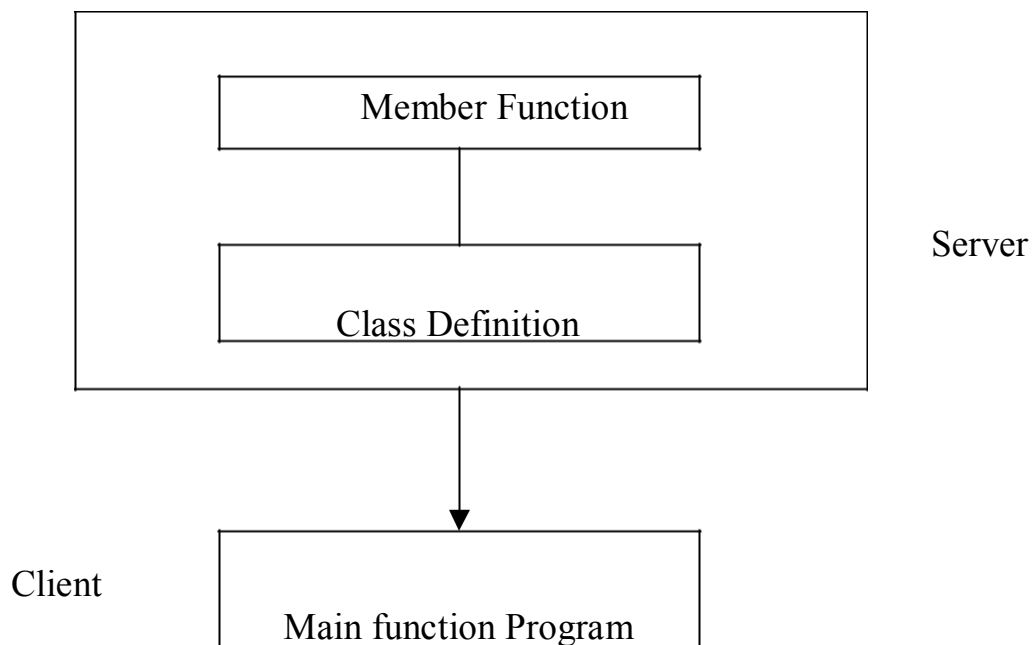 Member Function
Server
Class Definition
Client
Main function Program